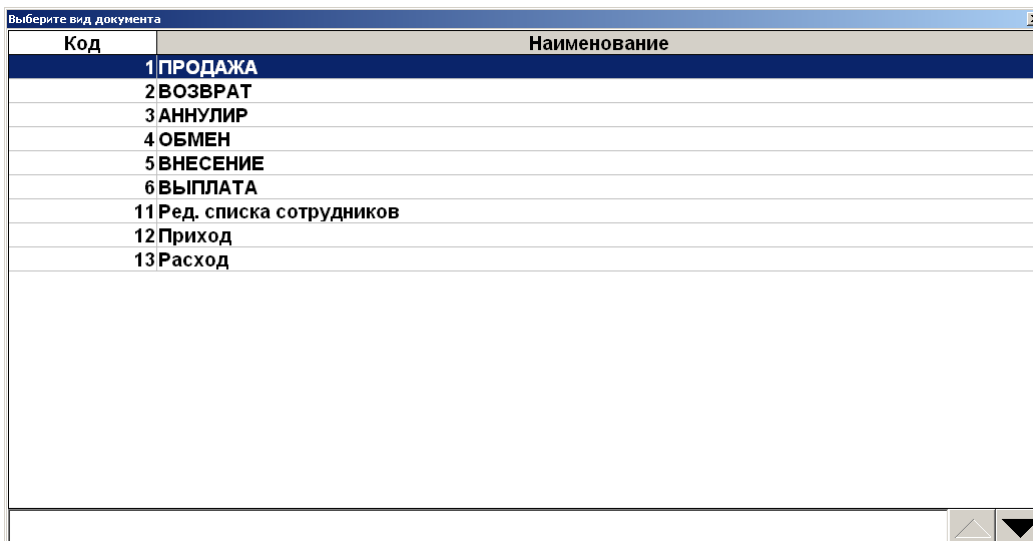 Выберите вид документа
Код Наименование
1 ПРОДАЖА
2 ВОЗВРАТ
3 АННУЛИР
4 ОБМЕН
5 ВНЕСЕНИЕ
6 ВЫПЛАТА
11 Ред. списка сотрудников
12 Приход
13 Расход